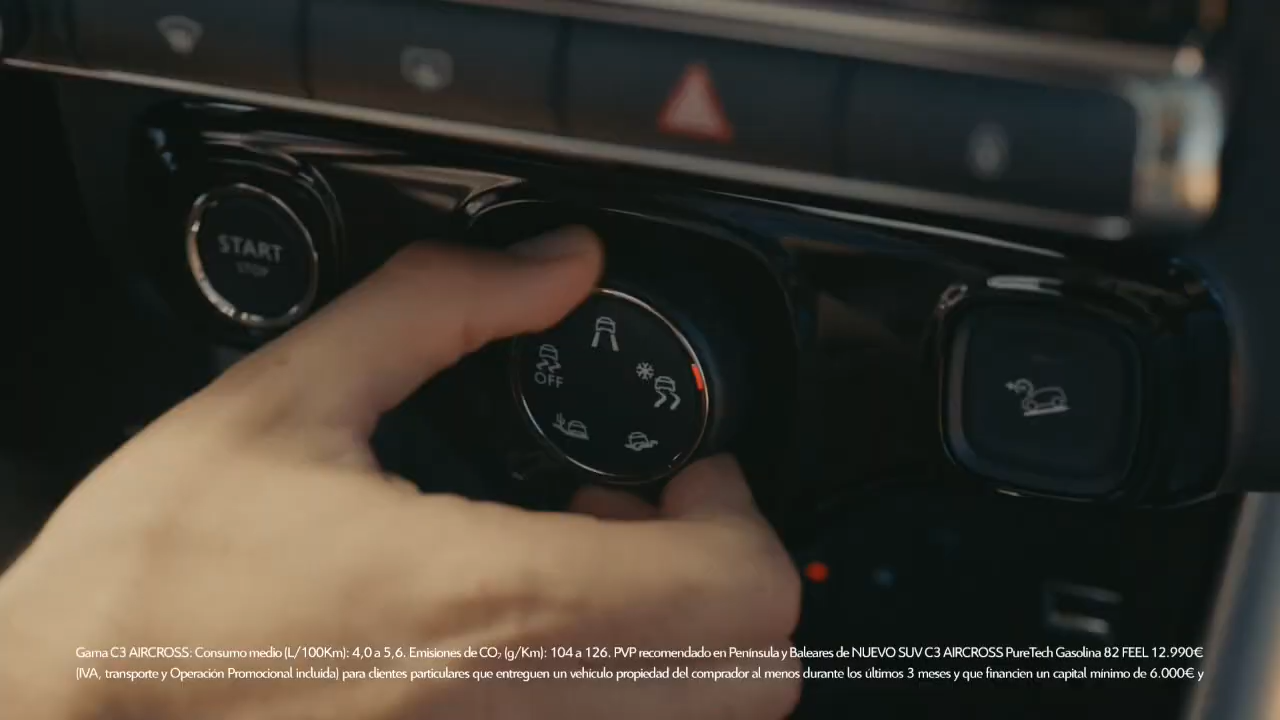 START
STOP
OFF
Gama C3 AIRCROSS: Consumo medio (L/100Km): 4,0 a 5,6. Emisiones de CO₂ (g/Km): 104 a 126. PVP recomendado en Península y Baleares de NUEVO SUV C3 AIRCROSS PureTech Gasolina 82 FEEL 12.990€
(IVA, transporte y Operación Promocional incluida) para clientes particulares que entreguen un vehiculo propiedad del comprador al menos durante los últimos 3 meses y que financien un capital mínimo de 6.000€ y